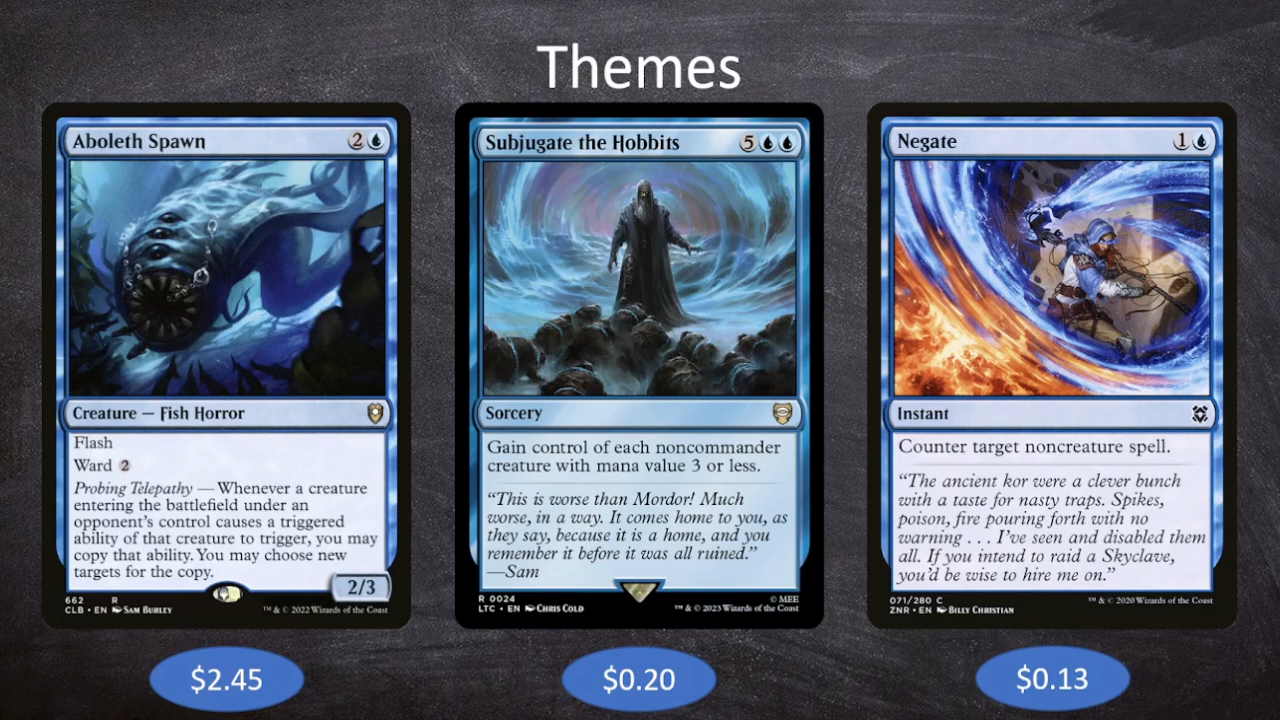 Themes
Aboleth Spawn 2
Creature — Fish Horror
Flash
Ward 2
Probing Telepathy — Whenever a creature
entering the battlefield under an
opponent's control causes a triggered
ability of that creature to trigger, you may
copy that ability. You may choose new
targets for the copy.
2/3
662 R
CLB • EN SAM BURLEY
™ & © 2022 Wizards of the Coast
$2.45
Subjugate the Hobbits 5
Sorcery
Gain control of each noncommander
creature with mana value 3 or less.
“This is worse than Mordor! Much
worse, in a way. It comes home to you, as
they say, because it is a home, and you
remember it before it was all ruined.”
—Sam
R 0024
LTC • EN CHRIS COLD
© MEE
™ & © 2023 Wizards of the Coast
$0.20
Negate 1
Instant
Counter target noncreature spell.
“The ancient kor were a clever bunch
with a taste for nasty traps. Spikes,
poison, fire pouring forth with no
warning . . . I've seen and disabled them
all. If you intend to raid a Skyclave,
you'd be wise to hire me on.”
071/280 C
ZNR • EN BILLY CHRISTIAN
™ & © 2020 Wizards of the Coast
$0.13